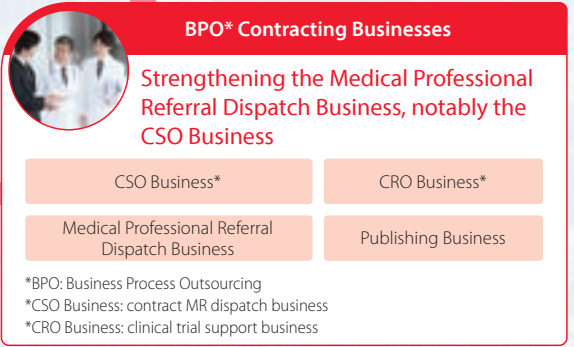 BPO* Contracting Businesses
Strengthening the Medical Professional
Referral Dispatch Business, notably the
CSO Business
CSO Business*
CRO Business*
Medical Professional Referral
Dispatch Business
Publishing Business
*BPO: Business Process Outsourcing
*CSO Business: contract MR dispatch business
*CRO Business: clinical trial support business